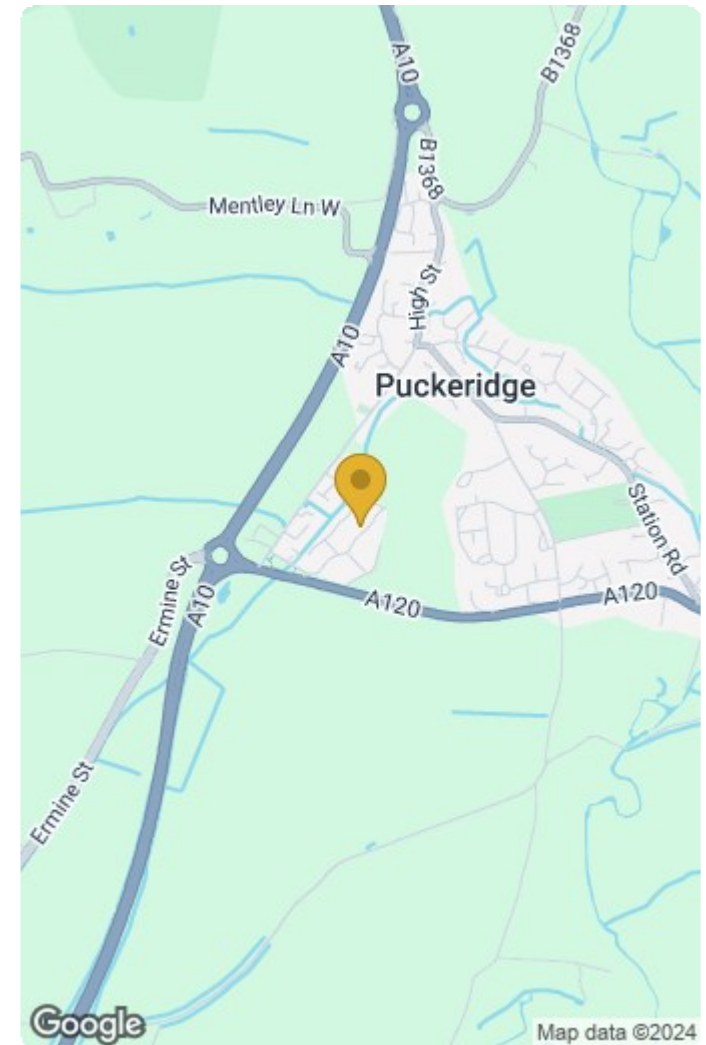 A10
B1368
B1368
Mentley Ln W
High St
A10
Puckeridge
Station Rd
Ermine St
A10
A120
A120
Ermine St
Google
Map data ©2024